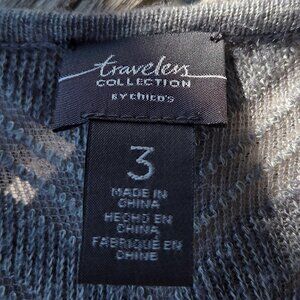 travelers
COLLECTION
BY CHICO'S
3
MADE IN
CHINA
HECHO EN
CHINA
FABRIQUÉ EN
CHINE